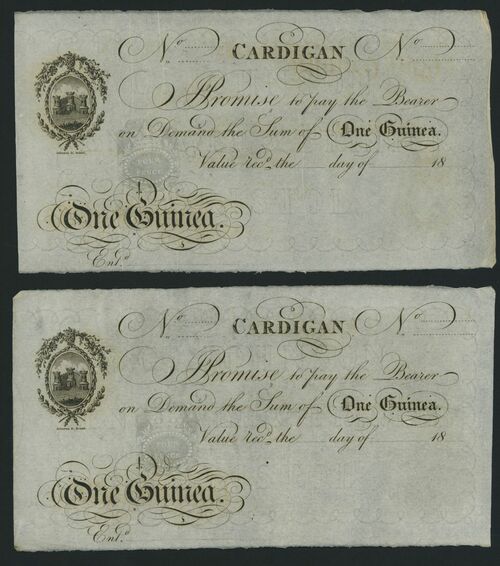 No. CARDIGAN No.
I Promise to pay the Bearer
on Demand the Sum of One Guinea.
Value recd. the day of 18
FOUR
PENCE
One Guinea.
Entd.
No. CARDIGAN No.
I Promise to pay the Bearer
on Demand the Sum of One Guinea.
Value recd. the day of 18
One Guinea.
Entd.